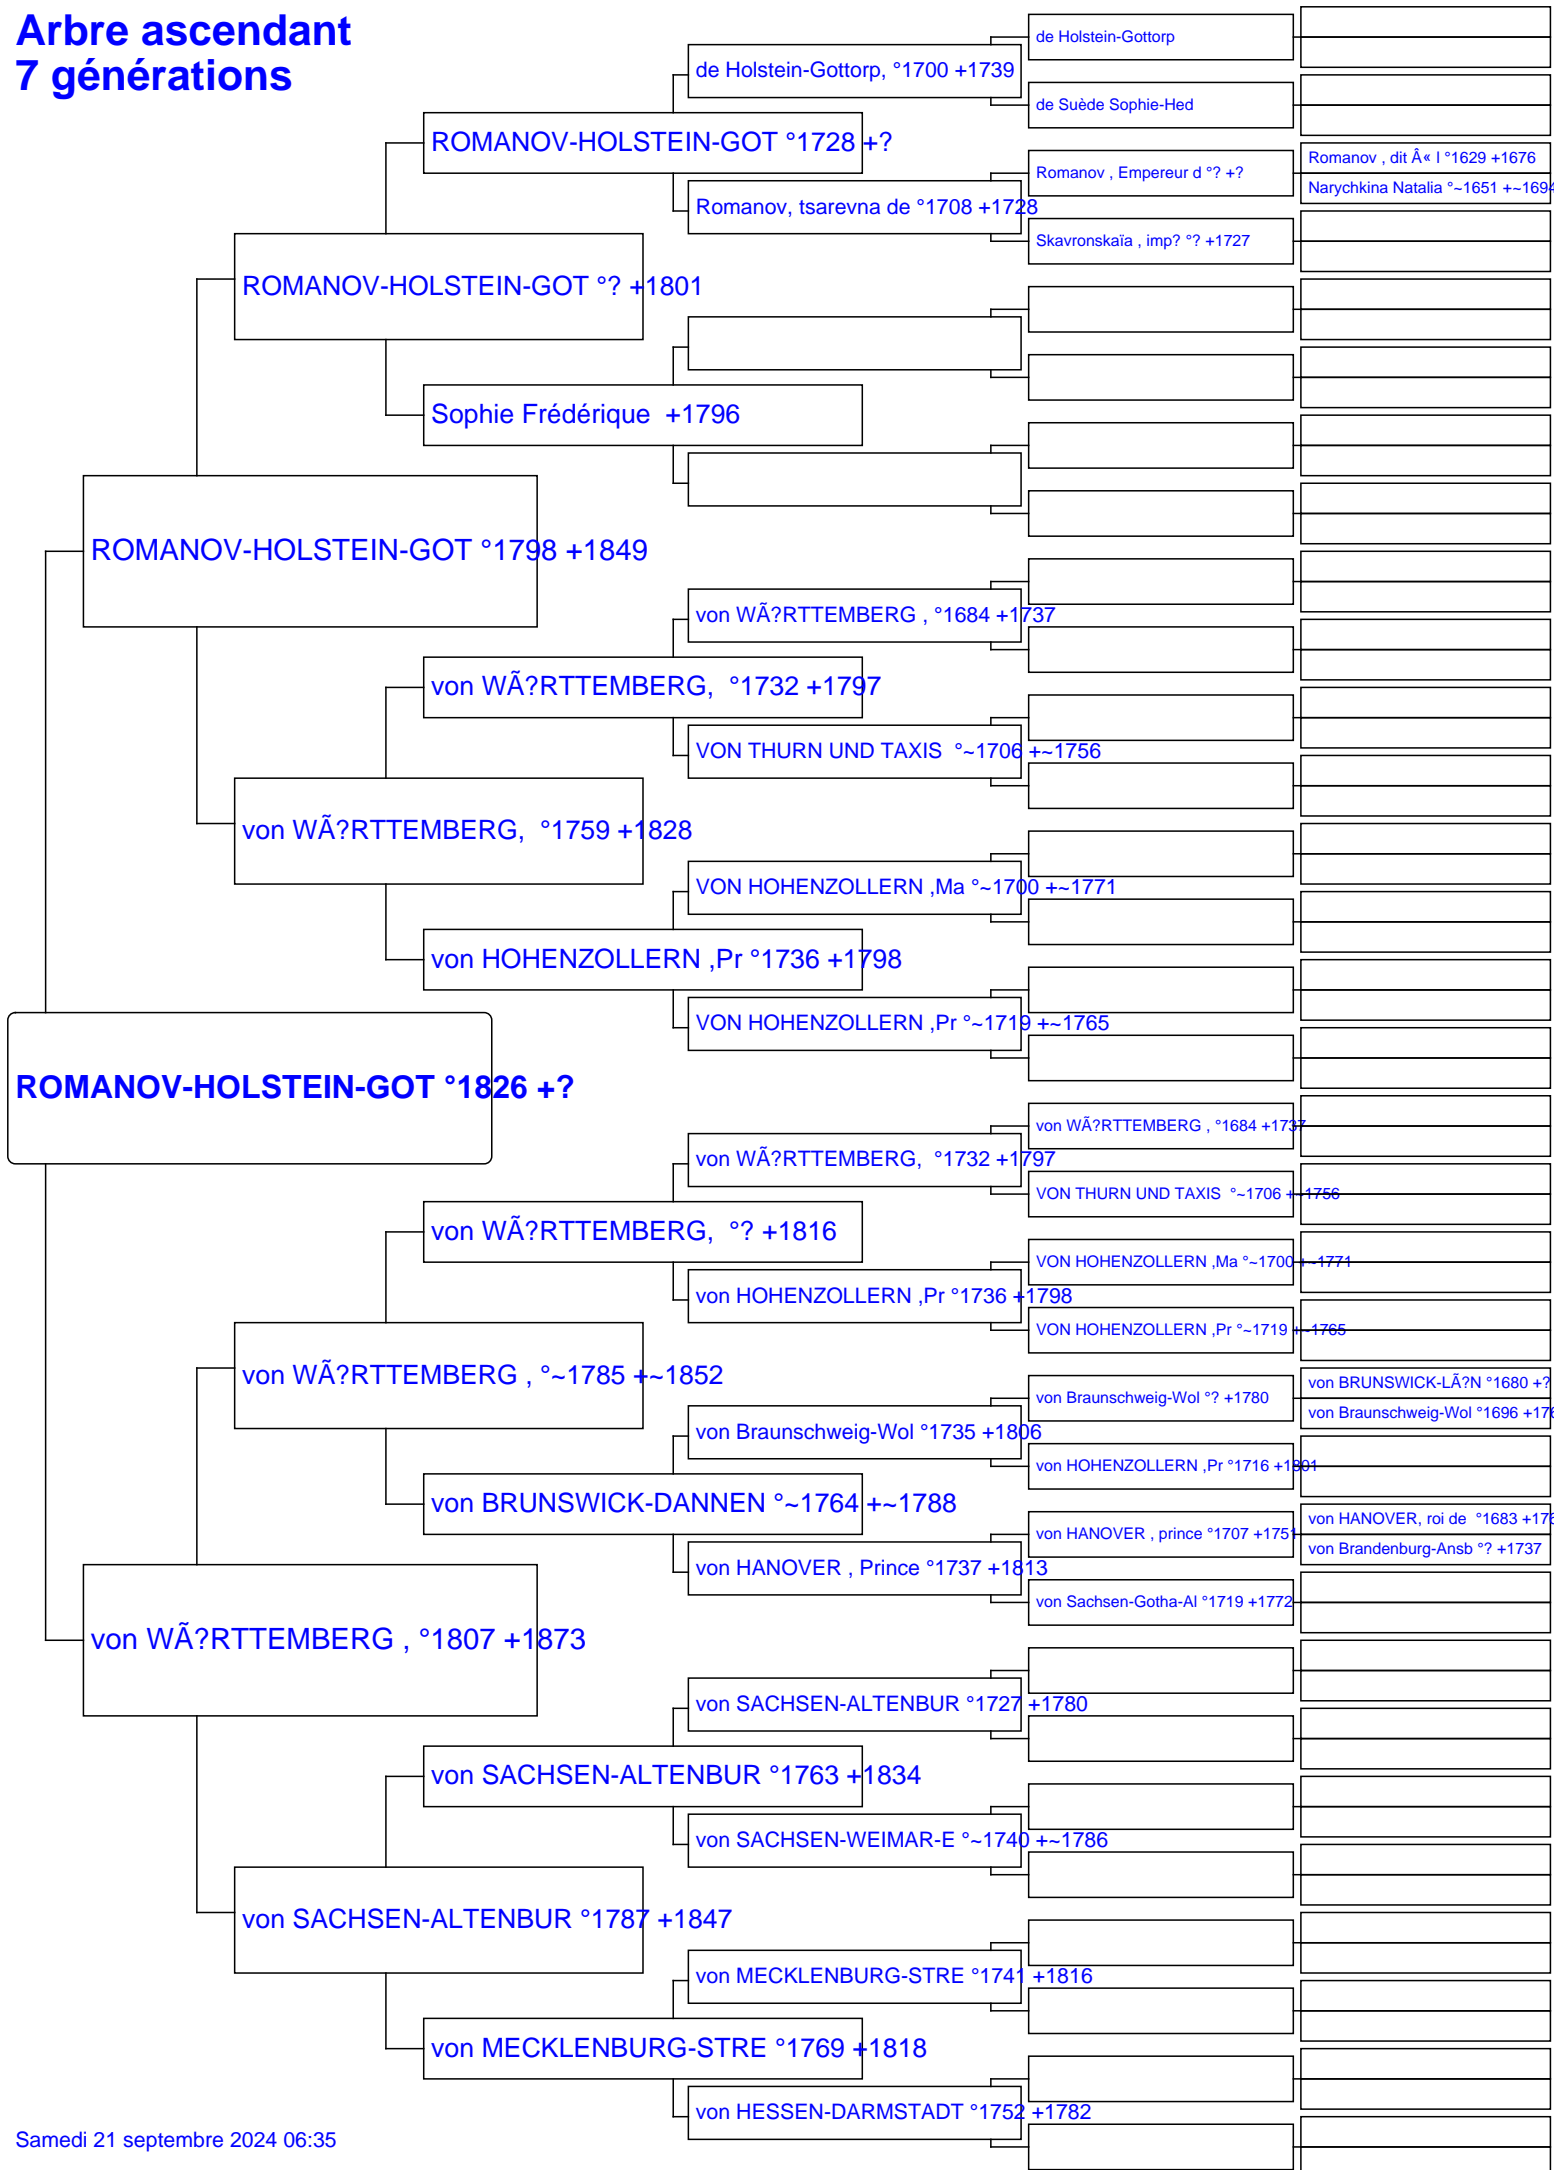 Arbre ascendant
7 générations
de Holstein-Gottorp
de Holstein-Gottorp, °1700 +1739
de Suède Sophie-Hed
ROMANOV-HOLSTEIN-GOT °1728 +?
Romanov , dit Â« l °1629 +1676
Romanov , Empereur d °? +?
Narychkina Natalia °~1651 +~1694
Romanov, tsarevna de °1708 +1728
Skavronskaïa , imp? °? +1727
ROMANOV-HOLSTEIN-GOT °? +1801
Sophie Frédérique  +1796
ROMANOV-HOLSTEIN-GOT °1798 +1849
von WÃ?RTTEMBERG , °1684 +1737
von WÃ?RTTEMBERG,  °1732 +1797
VON THURN UND TAXIS  °~1706 +~1756
von WÃ?RTTEMBERG,  °1759 +1828
VON HOHENZOLLERN ,Ma °~1700 +~1771
von HOHENZOLLERN ,Pr °1736 +1798
VON HOHENZOLLERN ,Pr °~1719 +~1765
ROMANOV-HOLSTEIN-GOT °1826 +?
von WÃ?RTTEMBERG , °1684 +1737
von WÃ?RTTEMBERG,  °1732 +1797
VON THURN UND TAXIS  °~1706 +~1756
von WÃ?RTTEMBERG,  °? +1816
VON HOHENZOLLERN ,Ma °~1700 +~1771
von HOHENZOLLERN ,Pr °1736 +1798
VON HOHENZOLLERN ,Pr °~1719 +~1765
von WÃ?RTTEMBERG , °~1785 +~1852
von BRUNSWICK-LÃ?N °1680 +?
von Braunschweig-Wol °? +1780
von Braunschweig-Wol °1696 +176
von Braunschweig-Wol °1735 +1806
von HOHENZOLLERN ,Pr °1716 +1801
von BRUNSWICK-DANNEN °~1764 +~1788
von HANOVER, roi de  °1683 +176
von HANOVER , prince °1707 +1751
von Brandenburg-Ansb °? +1737
von HANOVER , Prince °1737 +1813
von Sachsen-Gotha-Al °1719 +1772
von WÃ?RTTEMBERG , °1807 +1873
von SACHSEN-ALTENBUR °1727 +1780
von SACHSEN-ALTENBUR °1763 +1834
von SACHSEN-WEIMAR-E °~1740 +~1786
von SACHSEN-ALTENBUR °1787 +1847
von MECKLENBURG-STRE °1741 +1816
von MECKLENBURG-STRE °1769 +1818
von HESSEN-DARMSTADT °1752 +1782
Samedi 21 septembre 2024 06:35